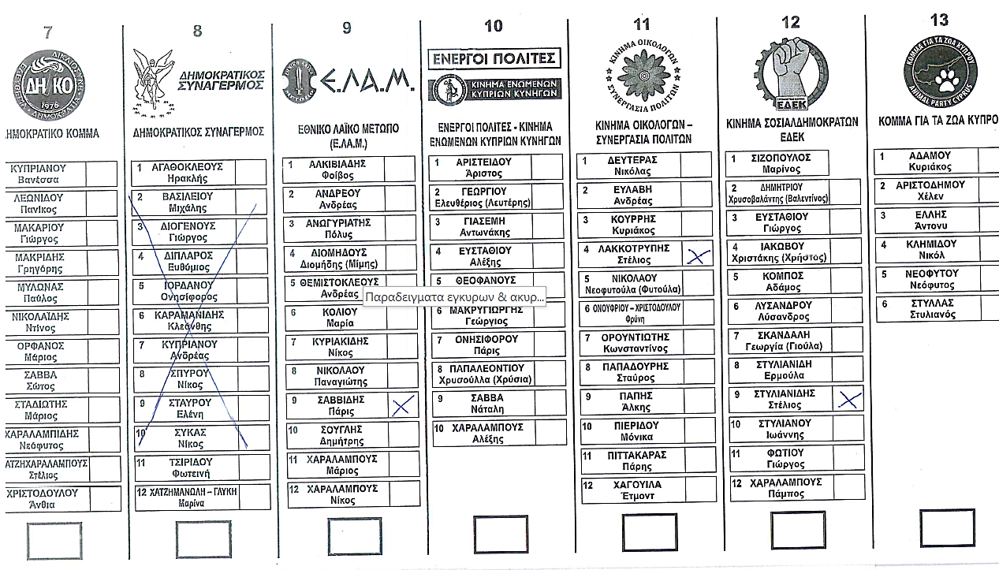 7
ΔΗΚΟ
1976
ΗΜΟΚΡΑΤΙΚΟ ΚΟΜΜΑ
ΚΥΠΡΙΑΝΟΥ
Βανέσσα
ΛΕΩΝΙΔΟΥ
Πανίκος
ΜΑΚΑΡΙΟΥ
Γιώργος
ΜΑΚΡΙΔΗΣ
Γρηγόρης
ΜΥΛΩΝΑΣ
Παύλος
ΝΙΚΟΛΑΪΔΗΣ
Ντίνος
ΟΡΦΑΝΟΣ
Μάριος
ΣΑΒΒΑ
Σώτος
ΣΤΑΔΙΩΤΗΣ
Μάριος
ΧΑΡΑΛΑΜΠΙΔΗΣ
Νεόφυτος
ΑΤΖΗΧΑΡΑΛΑΜΠΟΥΣ
Στέλιος
ΧΡΙΣΤΟΔΟΥΛΟΥ
Άνθια
8
ΔΗΜΟΚΡΑΤΙΚΟΣ
ΣΥΝΑΓΕΡΜΟΣ
ΔΗΜΟΚΡΑΤΙΚΟΣ ΣΥΝΑΓΕΡΜΟΣ
1 ΑΓΑΘΟΚΛΕΟΥΣ
Ηρακλής
2 ΒΑΣΙΛΕΙΟΥ
Μιχάλης
3 ΔΙΟΓΕΝΟΥΣ
Γιώργος
4 ΔΙΠΛΑΡΟΣ
Ευθύμιος
5 ΙΟΡΔΑΝΟΥ
Ονησίφορος
6 ΚΑΡΑΜΑΝΙΔΗΣ
Κλεάνθης
7 ΚΥΠΡΙΑΝΟΥ
Ανδρέας
8 ΣΠΥΡΟΥ
Νίκος
9 ΣΤΑΥΡΟΥ
Ελένη
10 ΣΥΚΑΣ
Νίκος
11 ΤΣΙΡΙΔΟΥ
Φωτεινή
12 ΧΑΤΖΗΜΑΝΩΛΗ – ΓΛΥΚΗ
Μαρίνα
9
Ε.ΛΑ.Μ.
ΕΘΝΙΚΟ ΛΑΪΚΟ ΜΕΤΩΠΟ
(Ε.ΛΑ.Μ.)
1 ΑΛΚΙΒΙΑΔΗΣ
Φοίβος
2 ΑΝΔΡΕΟΥ
Ανδρέας
3 ΑΝΩΓΥΡΙΑΤΗΣ
Πόλυς
4 ΔΙΟΜΗΔΟΥΣ
Διομήδης (Μίμης)
5 ΘΕΜΙΣΤΟΚΛΕΟΥΣ
Ανδρέας
6 ΚΟΛΙΟΥ
Μαρία
7 ΚΥΡΙΑΚΙΔΗΣ
Νίκος
8 ΝΙΚΟΛΑΟΥ
Παναγιώτης
9 ΣΑΒΒΙΔΗΣ
Πάρις
10 ΣΟΥΓΛΗΣ
Δημήτρης
11 ΧΑΡΑΛΑΜΠΟΥΣ
Μάριος
12 ΧΑΡΑΛΑΜΠΟΥΣ
Νίκος
10
ΕΝΕΡΓΟΙ ΠΟΛΙΤΕΣ
ΚΙΝΗΜΑ ΕΝΩΜΕΝΩΝ
ΚΥΠΡΙΩΝ ΚΥΝΗΓΩΝ
ΕΝΕΡΓΟΙ ΠΟΛΙΤΕΣ - ΚΙΝΗΜΑ
ΕΝΩΜΕΝΩΝ ΚΥΠΡΙΩΝ ΚΥΝΗΓΩΝ
1 ΑΡΙΣΤΕΙΔΟΥ
Άριστος
2 ΓΕΩΡΓΙΟΥ
Ελευθέριος (Λευτέρης)
3 ΓΙΑΣΕΜΗ
Αντωνάκης
4 ΕΥΣΤΑΘΙΟΥ
Αλέξης
5 ΘΕΟΦΑΝΟΥΣ
Παραδειγματα εγκυρων & ακυρ...
6 ΜΑΚΡΥΓΙΩΡΓΗΣ
Γεώργιος
7 ΟΝΗΣΙΦΟΡΟΥ
Πάρις
8 ΠΑΠΑΛΕΟΝΤΙΟΥ
Χρυσούλλα (Χρύσια)
9 ΣΑΒΒΑ
Νάταλη
10 ΧΑΡΑΛΑΜΠΟΥΣ
Αλέξης
11
ΚΙΝΗΜΑ ΟΙΚΟΛΟΓΩΝ
ΣΥΝΕΡΓΑΣΙΑ ΠΟΛΙΤΩΝ
ΚΙΝΗΜΑ ΟΙΚΟΛΟΓΩΝ –
ΣΥΝΕΡΓΑΣΙΑ ΠΟΛΙΤΩΝ
1 ΔΕΥΤΕΡΑΣ
Νικόλας
2 ΕΥΛΑΒΗ
Ανδρέας
3 ΚΟΥΡΡΗΣ
Κυριάκος
4 ΛΑΚΚΟΤΡΥΠΗΣ
Στέλιος
5 ΝΙΚΟΛΑΟΥ
Νεοφυτούλα (Φυτούλα)
6 ΟΝΟΥΦΡΙΟΥ – ΧΡΙΣΤΟΔΟΥΛΟΥ
Φρύνη
7 ΟΡΟΥΝΤΙΩΤΗΣ
Κωνσταντίνος
8 ΠΑΠΑΔΟΥΡΗΣ
Σταύρος
9 ΠΑΠΗΣ
Άλκης
10 ΠΙΕΡΙΔΟΥ
Μόνικα
11 ΠΙΤΤΑΚΑΡΑΣ
Πάρης
12 ΧΑΓΟΥΙΛΑ
Έτμοντ
12
ΕΔΕΚ
ΚΙΝΗΜΑ ΣΟΣΙΑΛΔΗΜΟΚΡΑΤΩΝ
ΕΔΕΚ
1 ΣΙΖΟΠΟΥΛΟΣ
Μαρίνος
2 ΔΗΜΗΤΡΙΟΥ
Χρυσοβαλάντης (Βαλεντίνος)
3 ΕΥΣΤΑΘΙΟΥ
Γιώργος
4 ΙΑΚΩΒΟΥ
Χριστάκης (Χρήστος)
5 ΚΟΜΠΟΣ
Αδάμος
6 ΛΥΣΑΝΔΡΟΥ
Λύσανδρος
7 ΣΚΑΝΔΑΛΗ
Γεωργία (Γιούλα)
8 ΣΤΥΛΙΑΝΙΔΗ
Ερμούλα
9 ΣΤΥΛΙΑΝΙΔΗΣ
Στέλιος
10 ΣΤΥΛΙΑΝΟΥ
Ιωάννης
11 ΦΩΤΙΟΥ
Γιώργος
12 ΧΑΡΑΛΑΜΠΟΥΣ
Πάμπος
13
ΚΟΜΜΑ ΓΙΑ ΤΑ ΖΩΑ ΚΥΠΡΟΥ
ANIMAL PARTY CYPRUS
ΚΟΜΜΑ ΓΙΑ ΤΑ ΖΩΑ ΚΥΠΡΟ
1 ΑΔΑΜΟΥ
Κυριάκος
2 ΑΡΙΣΤΟΔΗΜΟΥ
Χέλεν
3 ΕΛΛΗΣ
Άντονυ
4 ΚΛΗΜΙΔΟΥ
Νικόλ
5 ΝΕΟΦΥΤΟΥ
Νεόφυτος
6 ΣΤΥΛΛΑΣ
Στυλιανός